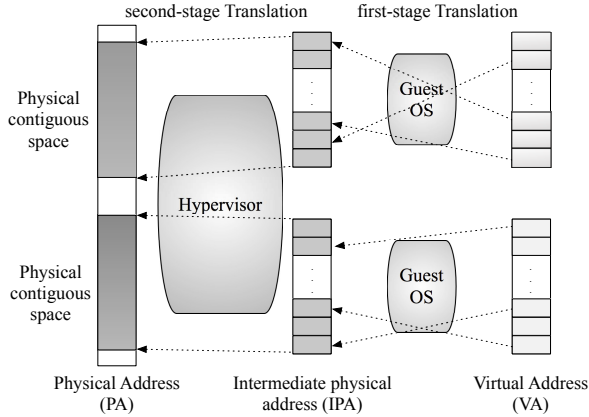 second-stage Translation
first-stage Translation
Physical
contiguous
space
Guest
OS
Hypervisor
Physical
contiguous
space
Guest
OS
Physical Address
(PA)
Intermediate physical
address (IPA)
Virtual Address
(VA)